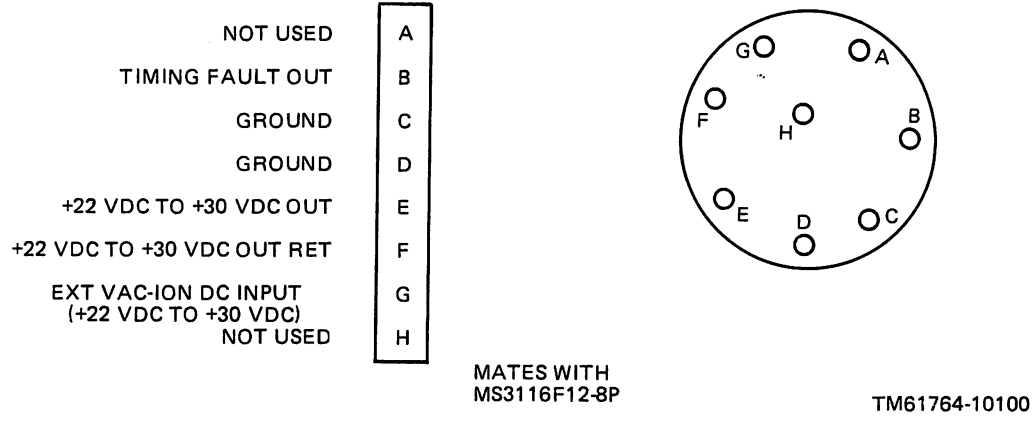 NOT USED A
TIMING FAULT OUT B
GROUND C
GROUND D
+22 VDC TO +30 VDC OUT E
+22 VDC TO +30 VDC OUT RET F
EXT VAC-ION DC INPUT G
(+22 VDC TO +30 VDC)
NOT USED H
G
A
F
H
B
E
D
C
MATES WITH
MS3116F12-8P
TM61764-10100